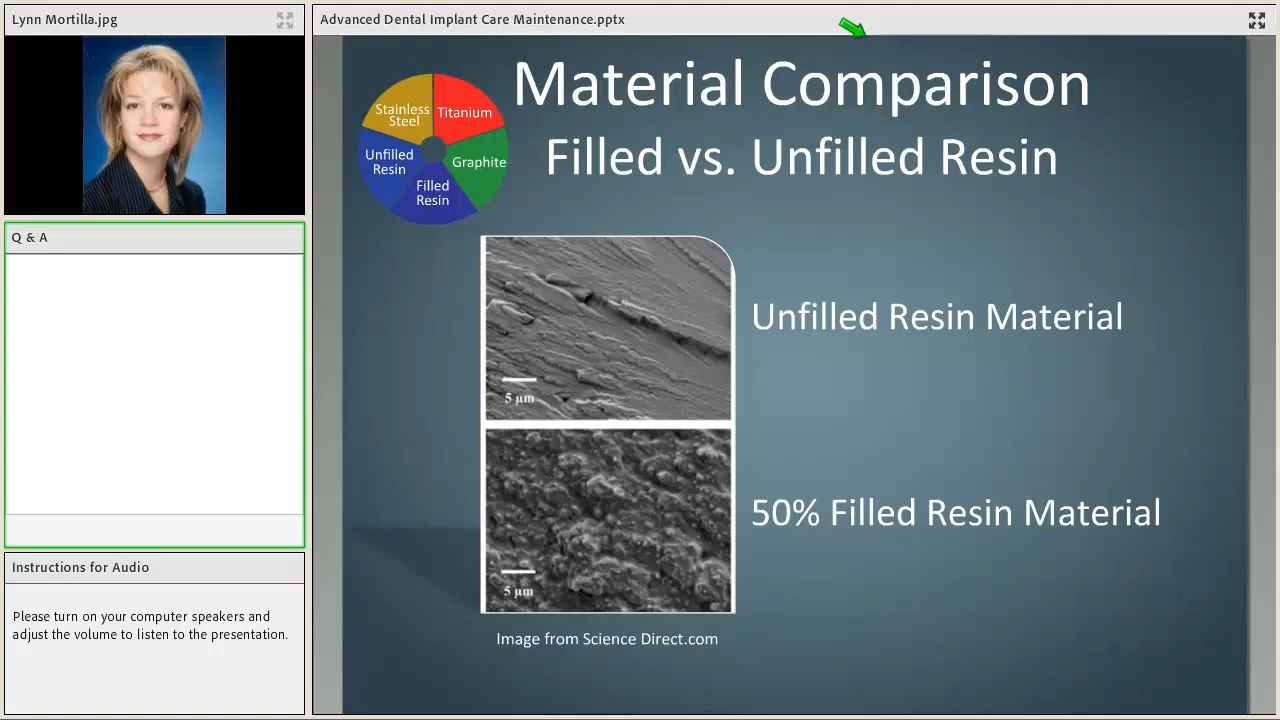 Lynn Mortilla.jpg
Advanced Dental Implant Care Maintenance.pptx
Q & A
Instructions for Audio
Please turn on your computer speakers and
adjust the volume to listen to the presentation.
Material Comparison
Filled vs. Unfilled Resin
Stainless
Steel
Titanium
Unfilled
Resin
Graphite
Filled
Resin
5 µm
Unfilled Resin Material
5 µm
50% Filled Resin Material
Image from Science Direct.com